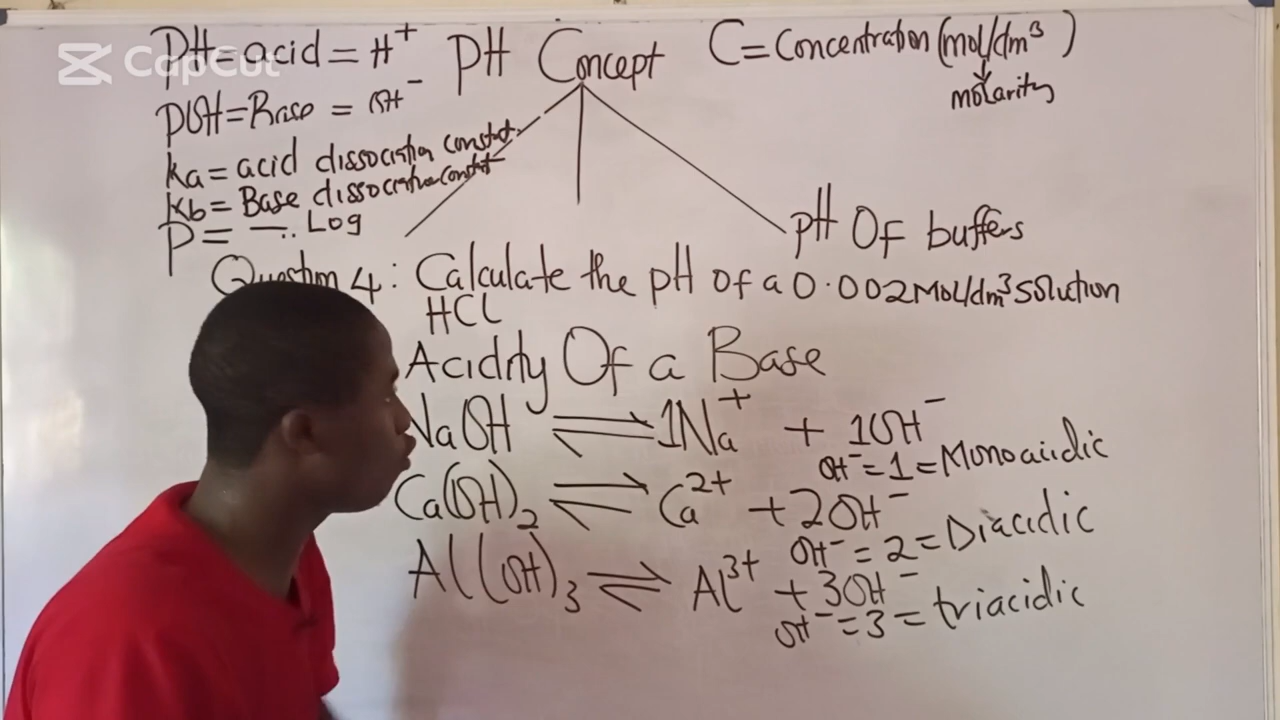 PH=acid = H⁺
CapCut
POH=Base = OH⁻
ka= acid dissociation constant.
kb= Base dissociation constant
P= - .. Log
PH Concept
C=Concentration (mol/dm³)
molarity
pH Of buffers
Question 4: Calculate the pH of a 0.002Mol/dm³ solution
HCl
Acidity Of a Base
NaOH ⇌ 1Na⁺ + 1OH⁻
OH⁻=1=Monoaiidic
Ca(OH)₂ ⇌ Ca²⁺ +2OH⁻
OH⁻=2=Diacidic
Al(OH)₃ ⇌ Al³⁺ +3OH⁻
OH⁻=3=triacidic